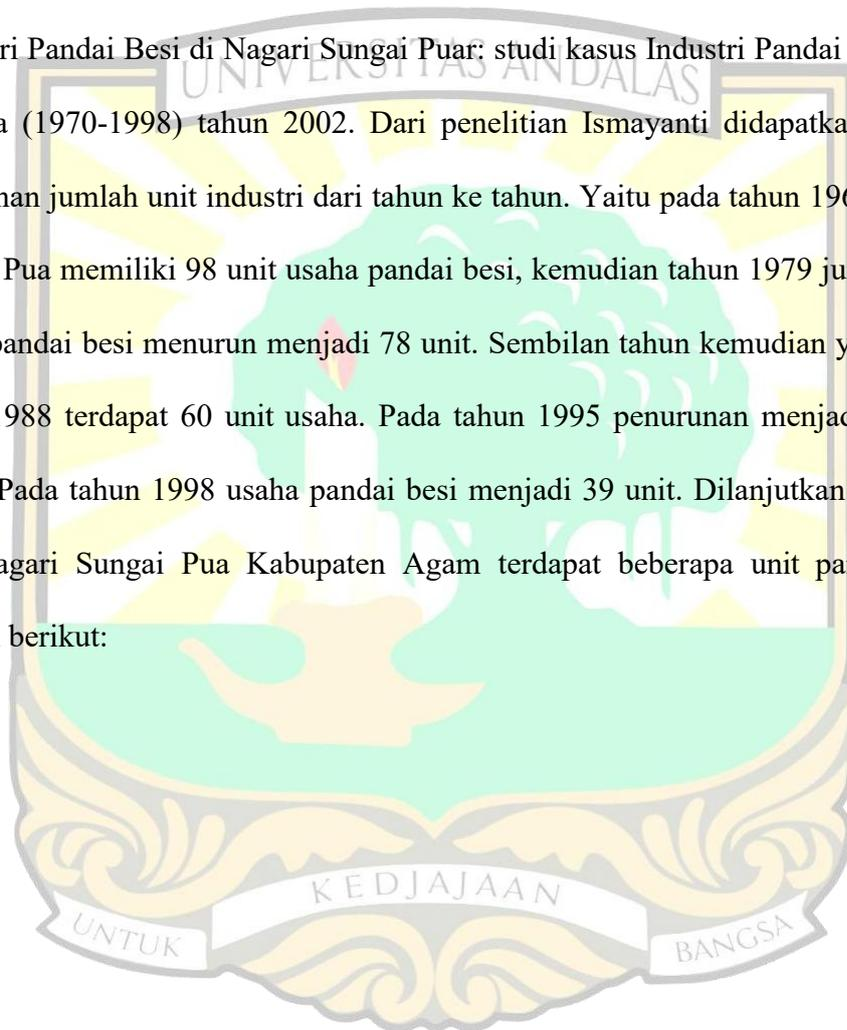 ri Pandai Besi di Nagari Sungai Puar: studi kasus Industri Pandai
a (1970-1998) tahun 2002. Dari penelitian Ismayanti didapatka
nan jumlah unit industri dari tahun ke tahun. Yaitu pada tahun 196
Pua memiliki 98 unit usaha pandai besi, kemudian tahun 1979 ju
pandai besi menurun menjadi 78 unit. Sembilan tahun kemudian y
1988 terdapat 60 unit usaha. Pada tahun 1995 penurunan menjad
Pada tahun 1998 usaha pandai besi menjadi 39 unit. Dilanjutkan
agari Sungai Pua Kabupaten Agam terdapat beberapa unit pa
berikut:
UNIVERSITAS ANDALAS
KEDJAJAAN
UNTUK
BANGSA